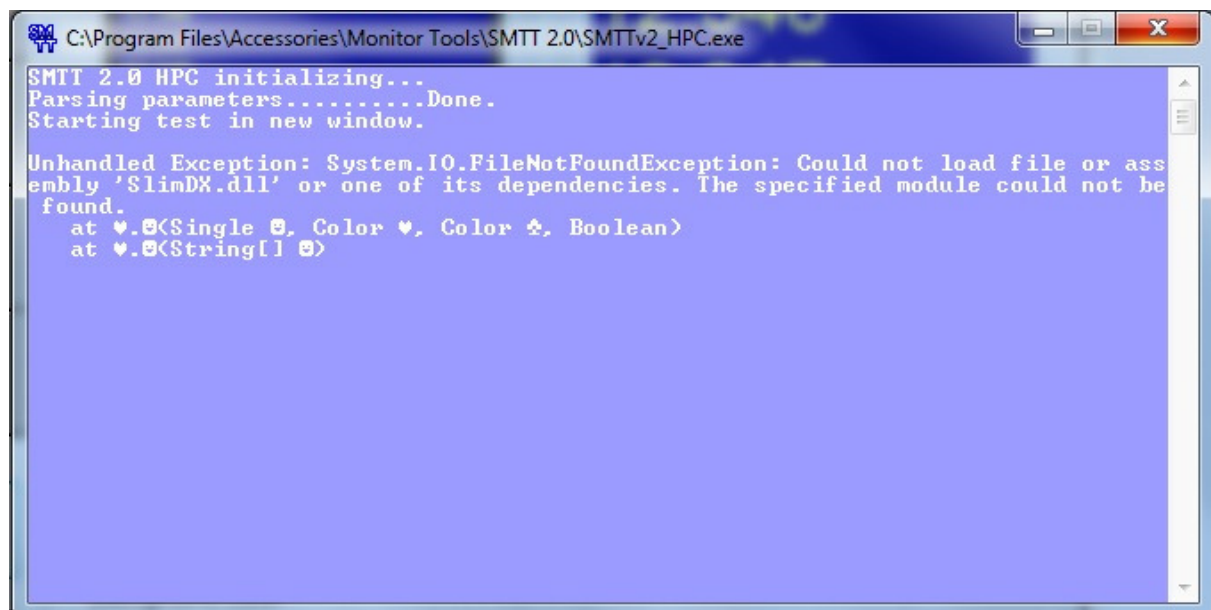 C:\Program Files\Accessories\Monitor Tools\SMTT 2.0\SMTTv2_HPC.exe
SMTT 2.0 HPC initializing...
Parsing parameters..........Done.
Starting test in new window.
Unhandled Exception: System.IO.FileNotFoundException: Could not load file or ass
embly 'SlimDX.dll' or one of its dependencies. The specified module could not be
found.
at ♥.☻(Single ☻, Color ♥, Color ♣, Boolean)
at ♥.☻(String[] ☻)